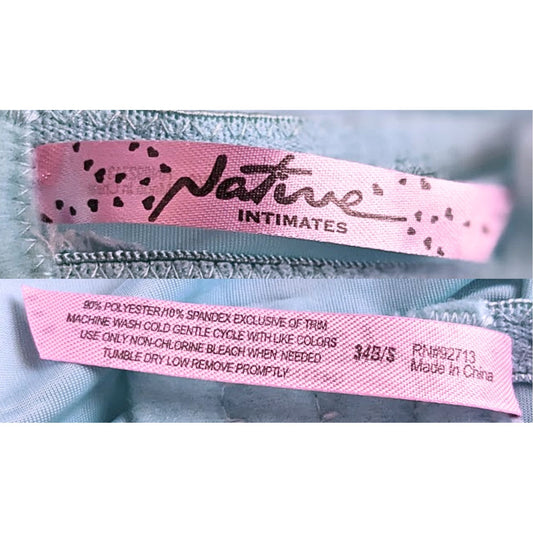 Native
INTIMATES
90% POLYESTER/10% SPANDEX EXCLUSIVE OF TRIM
MACHINE WASH COLD GENTLE CYCLE WITH LIKE COLORS
USE ONLY NON-CHLORINE BLEACH WHEN NEEDED
TUMBLE DRY LOW REMOVE PROMPTLY
34B/S
RN#92713
Made In China